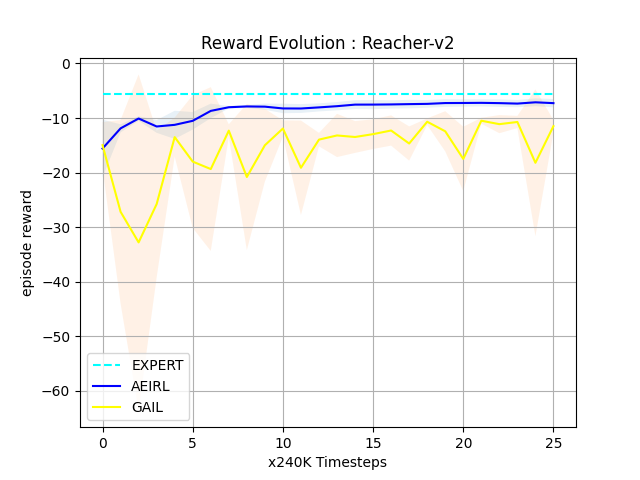 Reward Evolution : Reacher-v2
0
−10
−20
−30
−40
−50
−60
episode reward
EXPERT
AEIRL
GAIL
0 5 10 15 20 25
x240K Timesteps